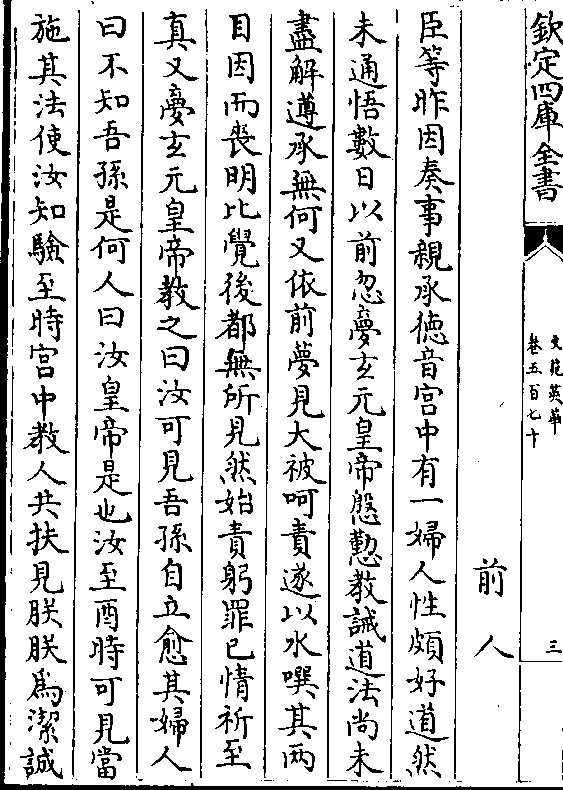 欽定四庫全書
文苑英華
卷五百七十
三
前人
臣等昨因奏事親承德音宫中有一婦人性頗好道然
未通悟數日以前忽夢玄元皇帝慇懃教誡道法尚未
盡解遵承無何又依前夢見大被呵責遂以水噀其两
目因而喪明比覺後都無所見然始責躬罪已情祈至
真又夢玄元皇帝教之曰汝可見吾孫自立愈其婦人
曰不知吾孫是何人曰汝皇帝是也汝至酉時可見當
施其法使汝知驗至時宫中教人共扶見朕朕爲潔誠